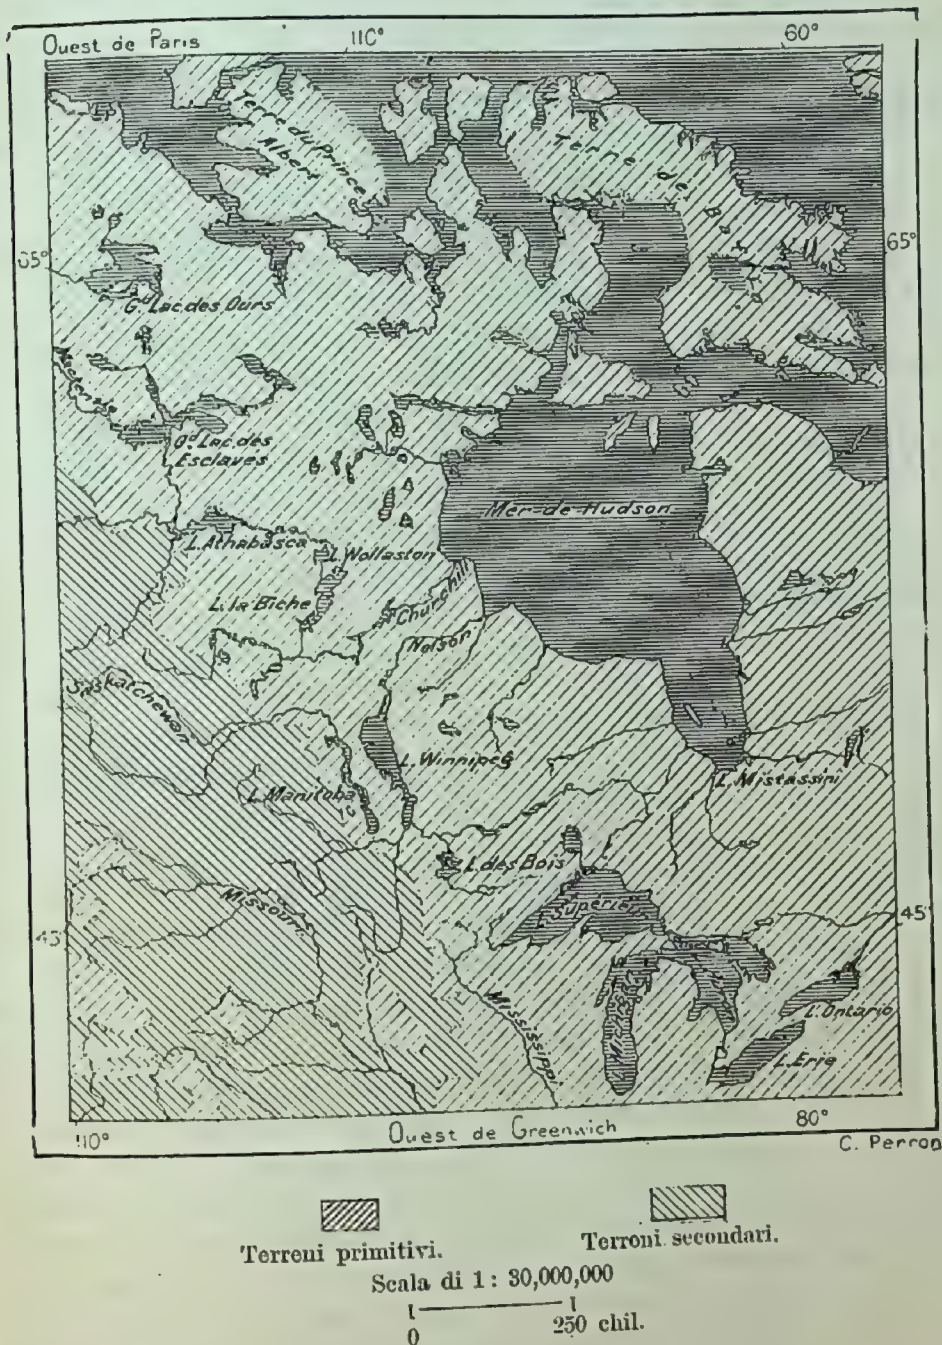 Ouest de Paris
110°
60°
Terre du Prince
Albert
Terre de Ba
65°
65°
Gd Lac des Ours
Mackenzie
Gd Lac des
Esclaves
Mer-de-Hudson
L. Athabasca
L. Wollaston
L. la Biche
Churchill
Nelson
Saskatchewan
L. Winnipeg
L. Mistassini
L. Manitoba
L. des Bois
Missouri
L. Supérieur
45°
45°
Mississippi
L. Ontario
L. Erie
110°
Ouest de Greenwich
80°
C. Perron
Terreni primitivi.
Terreni secondari.
Scala di 1 : 30,000,000
0
250 chil.